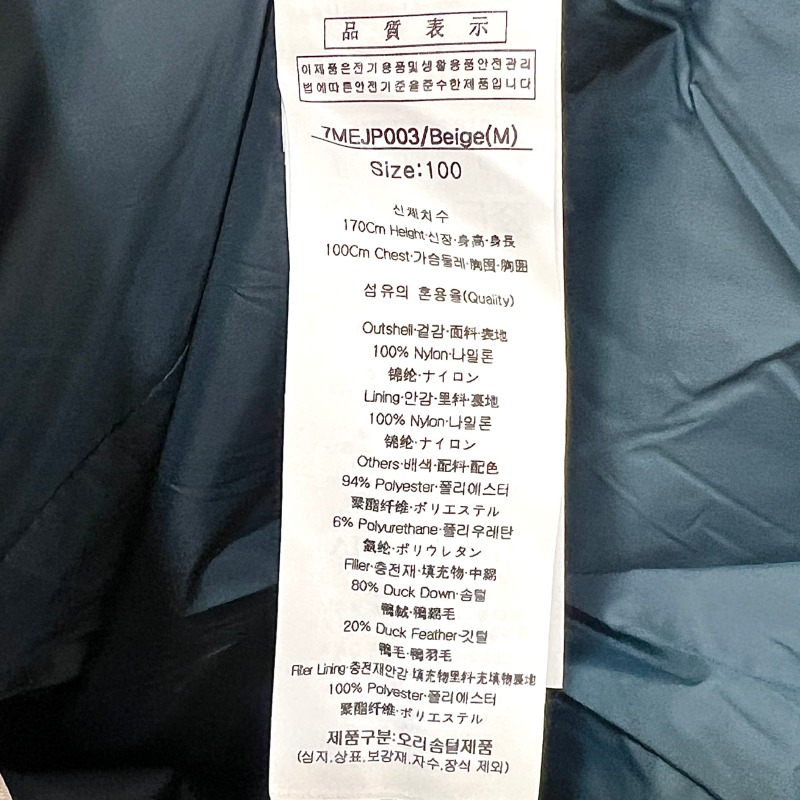 品質表示
이제품은전기용품및생활용품안전관리
법에따른안전기준을준수한제품입니다
7MEJP003/Beige(M)
Size:100
신체치수
170Cm Height·신장·身高·身長
100Cm Chest·가슴둘레·胸围·胸囲
섬유의 혼용율(Quality)
Outshell·겉감·面料·表地
100% Nylon·나일론
锦纶·ナイロン
Lining·안감·里料·裏地
100% Nylon·나일론
锦纶·ナイロン
Others·배색·配料·配色
94% Polyester·폴리에스터
聚酯纤维·ポリエステル
6% Polyurethane·폴리우레탄
氨纶·ポリウレタン
Filler·충전재·填充物·中綿
80% Duck Down·솜털
鴨絨·鴨綿毛
20% Duck Feather·깃털
鴨毛·鴨羽毛
Filler Lining·충전재안감 填充物里料·充填物裏地
100% Polyester·폴리에스터
聚酯纤维·ポリエステル
제품구분:오리솜털제품
(심지,상표,보강재,자수,장식 제외)